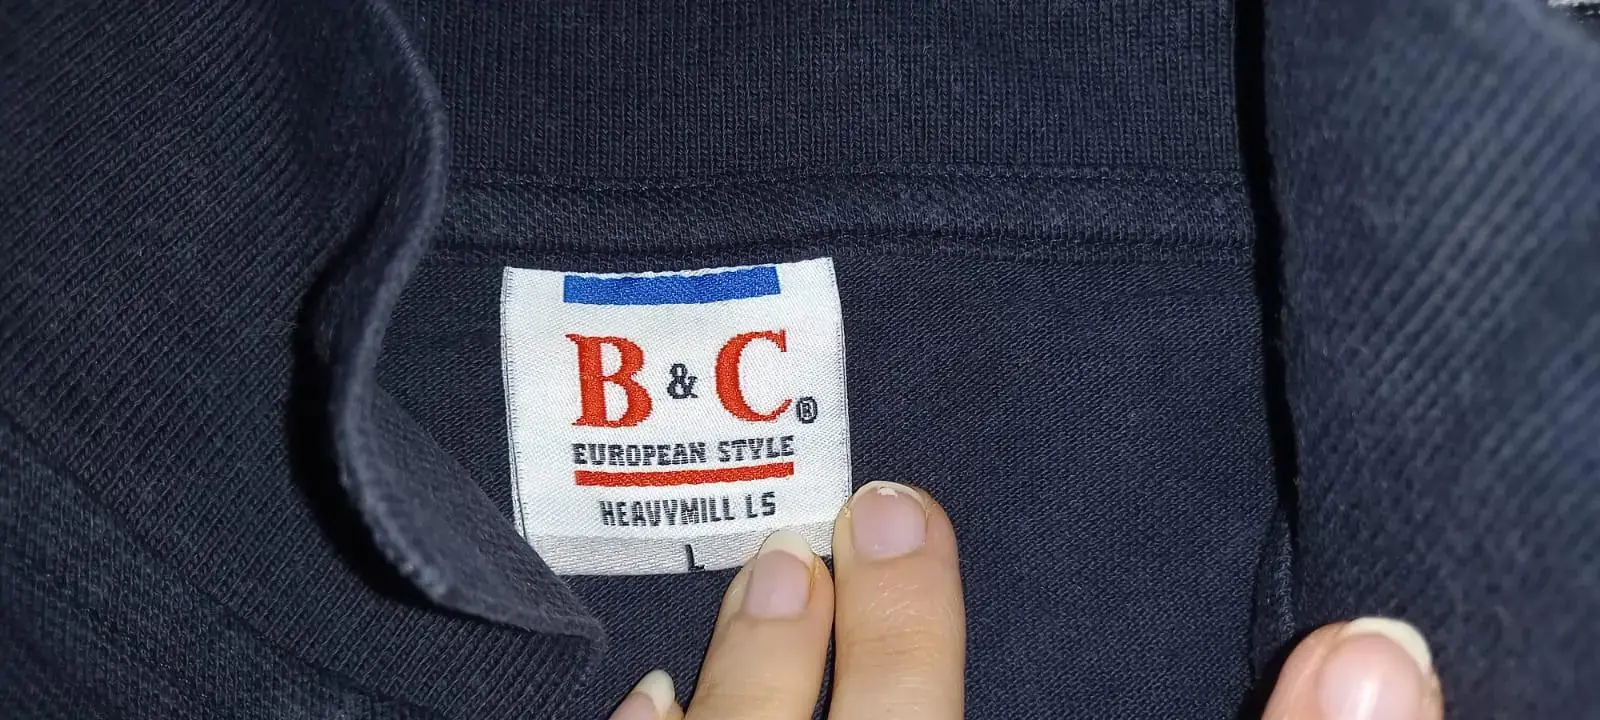 B & C ®
EUROPEAN STYLE
HEAVYMILL LS
L